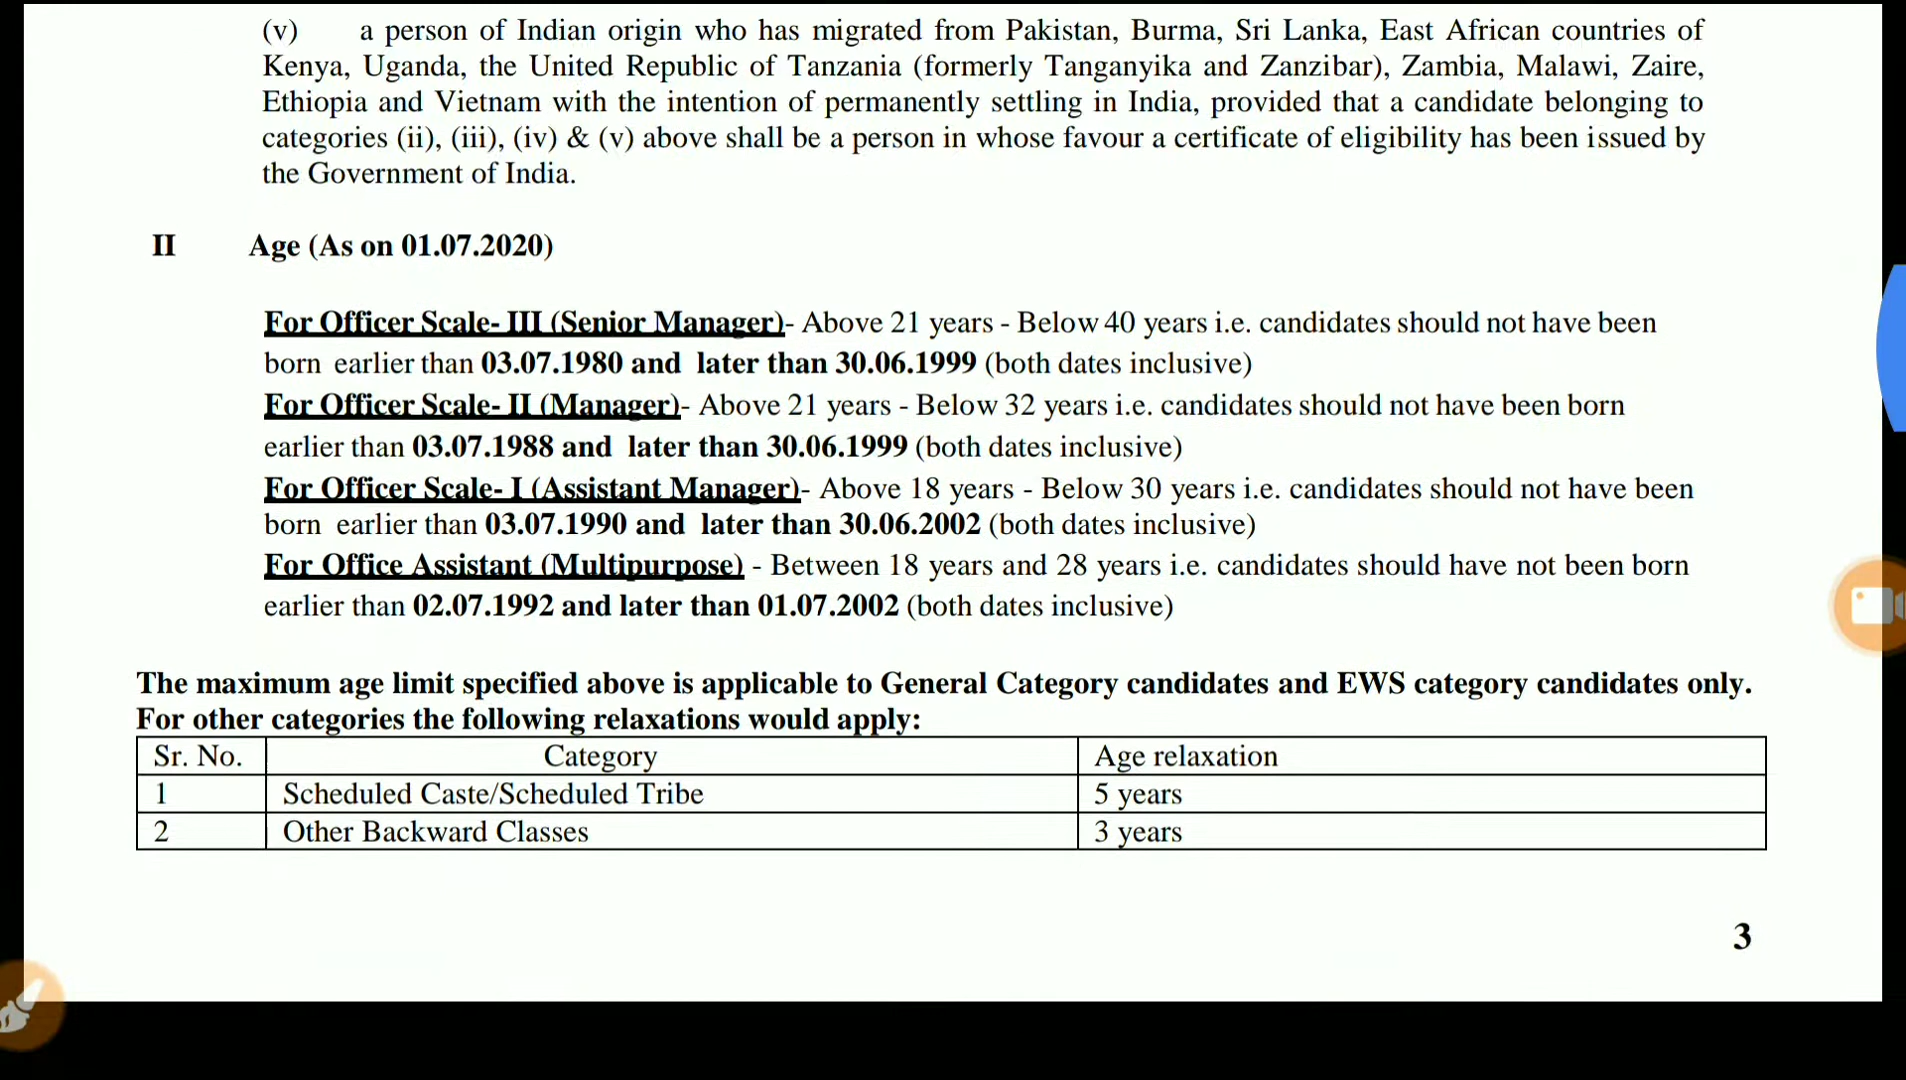 (v) a person of Indian origin who has migrated from Pakistan, Burma, Sri Lanka, East African countries of
Kenya, Uganda, the United Republic of Tanzania (formerly Tanganyika and Zanzibar), Zambia, Malawi, Zaire,
Ethiopia and Vietnam with the intention of permanently settling in India, provided that a candidate belonging to
categories (ii), (iii), (iv) & (v) above shall be a person in whose favour a certificate of eligibility has been issued by
the Government of India.
II Age (As on 01.07.2020)
For Officer Scale- III (Senior Manager)- Above 21 years - Below 40 years i.e. candidates should not have been
born earlier than 03.07.1980 and later than 30.06.1999 (both dates inclusive)
For Officer Scale- II (Manager)- Above 21 years - Below 32 years i.e. candidates should not have been born
earlier than 03.07.1988 and later than 30.06.1999 (both dates inclusive)
For Officer Scale- I (Assistant Manager)- Above 18 years - Below 30 years i.e. candidates should not have been
born earlier than 03.07.1990 and later than 30.06.2002 (both dates inclusive)
For Office Assistant (Multipurpose) - Between 18 years and 28 years i.e. candidates should have not been born
earlier than 02.07.1992 and later than 01.07.2002 (both dates inclusive)
The maximum age limit specified above is applicable to General Category candidates and EWS category candidates only.
For other categories the following relaxations would apply:
Sr. No. Category Age relaxation
1 Scheduled Caste/Scheduled Tribe 5 years
2 Other Backward Classes 3 years
3